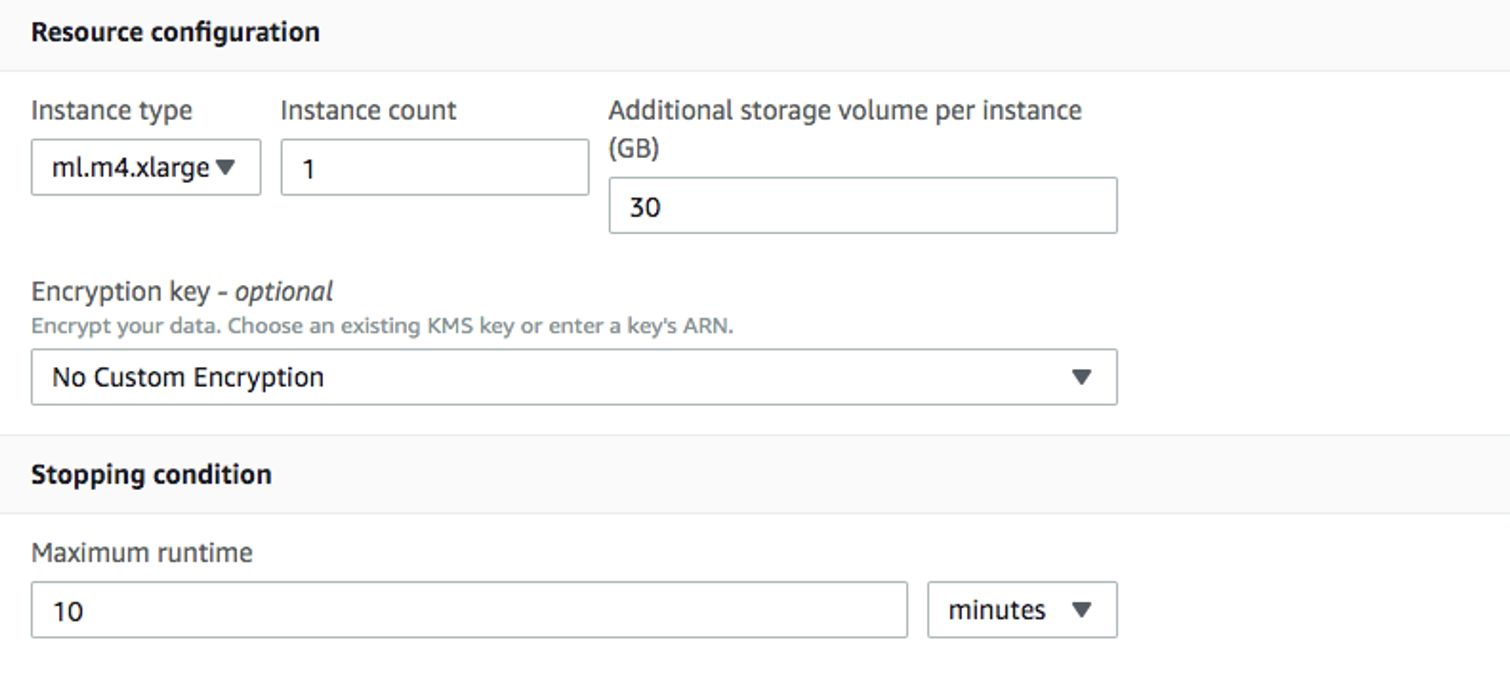 Resource configuration
Instance type
Instance count
Additional storage volume per instance
(GB)
ml.m4.xlarge
1
30
Encryption key - optional
Encrypt your data. Choose an existing KMS key or enter a key's ARN.
No Custom Encryption
Stopping condition
Maximum runtime
10
minutes